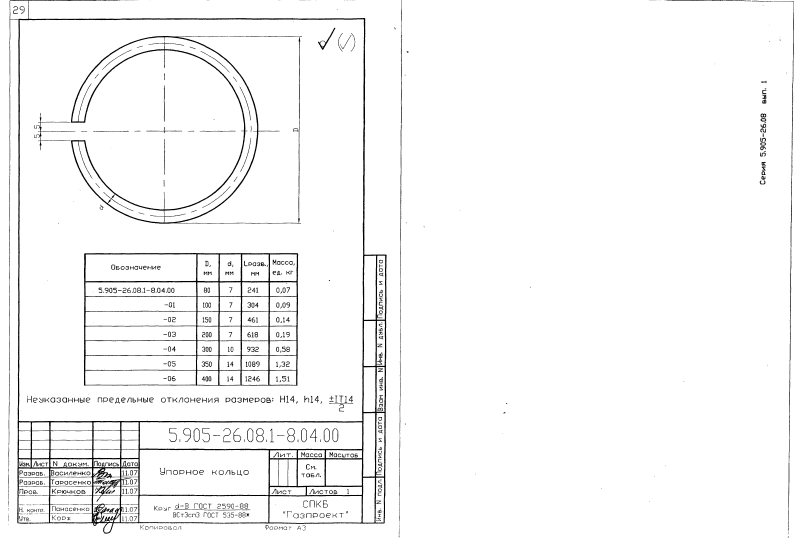 29
D
5,5
d
Обозначение D, мм d, мм Lразв., мм Масса, ед. кг
5.905-26.08.1-8.04.00 80 7 241 0,07
-01 100 7 304 0,09
-02 150 7 461 0,14
-03 200 7 618 0,19
-04 300 10 932 0,58
-05 350 14 1089 1,32
-06 400 14 1246 1,51
Неуказанные предельные отклонения размеров: H14, h14, ±IT14
2
5.905-26.08.1-8.04.00
Лит. Масса Масштаб
Изм. Лист N докум. Подпись Дата
Разраб. Василенко 11.07
Разраб. Тарасенко 11.07
Пров. Крючков 11.07
Н. контр. Панасенко 11.07
Утв. Корж 11.07
Упорное кольцо
См. табл.
Лист Листов 1
Круг d-В ГОСТ 2590-88
ВСт3сп3 ГОСТ 535-88*
СПКБ
"Газпроект"
Копировал Формат А3
Подпись и дата
Инв. N дубл.
Взам инв. N
Подпись и дата
Инв. N подл.
Серия 5.905-26.08 вып. 1